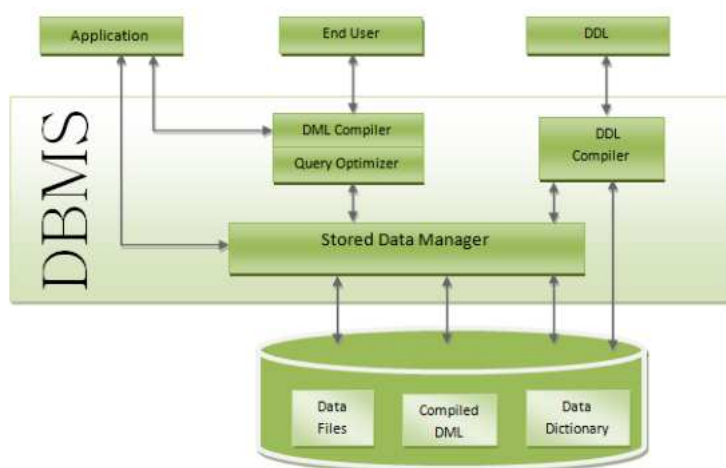 Application
End User
DDL
DBMS
DML Compiler
Query Optimizer
DDL
Compiler
Stored Data Manager
Data
Files
Compiled
DML
Data
Dictionary